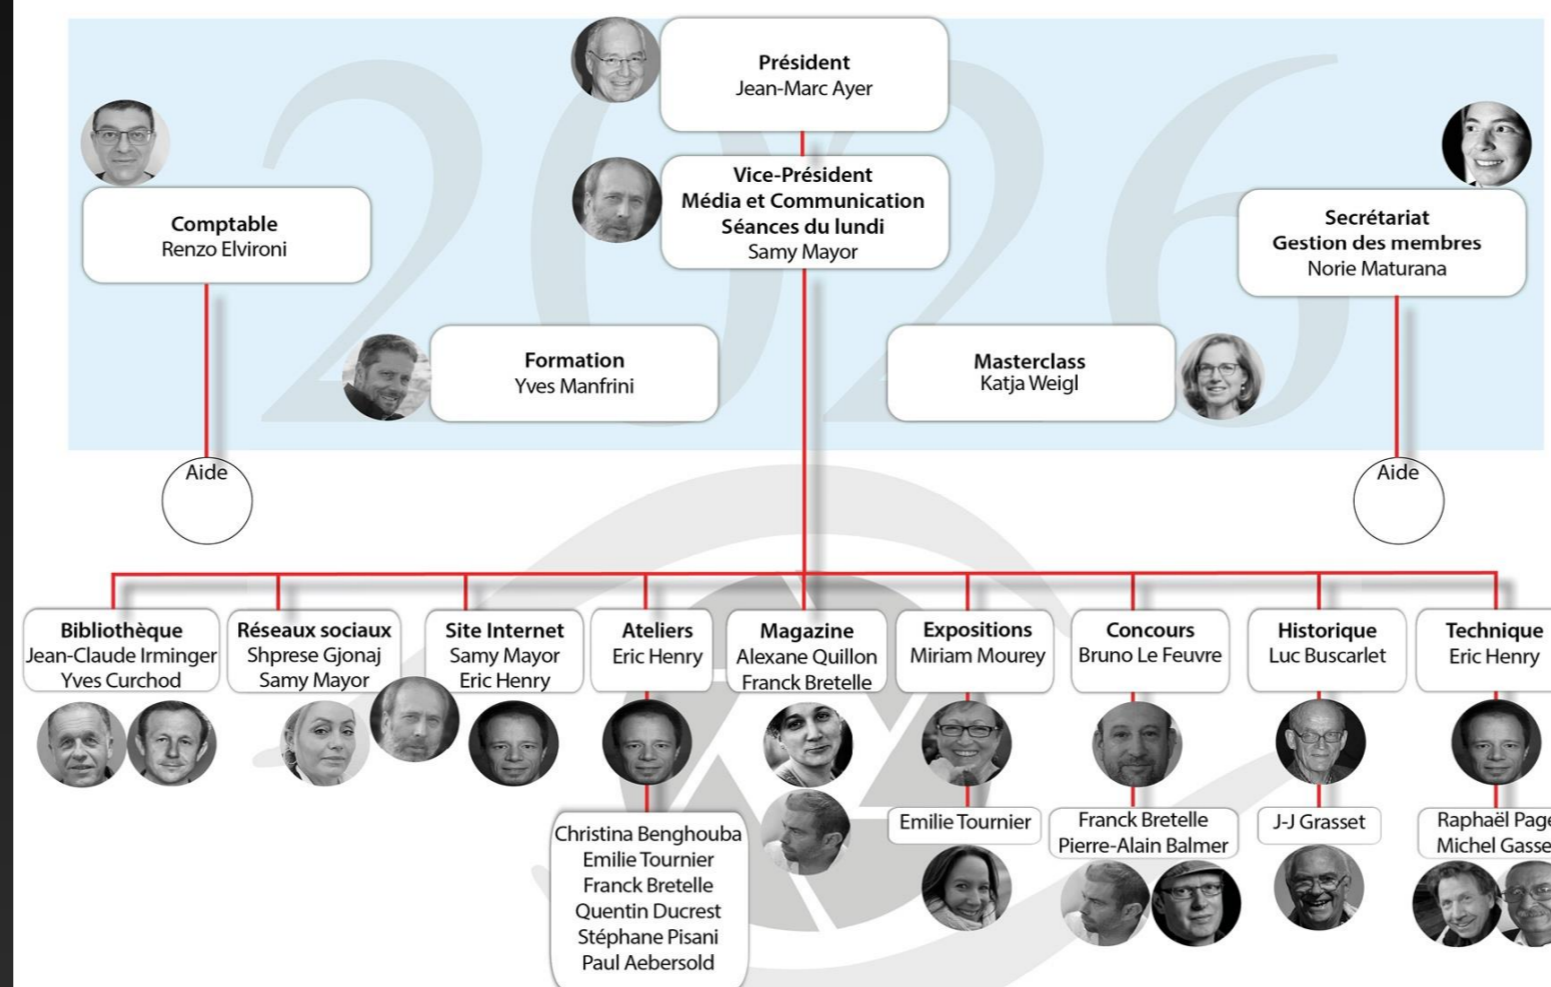 2026
Président
Jean-Marc Ayer
Vice-Président
Média et Communication
Séances du lundi
Samy Mayor
Comptable
Renzo Elvironi
Secrétariat
Gestion des membres
Norie Maturana
Formation
Yves Manfrini
Masterclass
Katja Weigl
Aide
Aide
Bibliothèque
Jean-Claude Irminger
Yves Curchod
Réseaux sociaux
Shprese Gjonaj
Samy Mayor
Site Internet
Samy Mayor
Eric Henry
Ateliers
Eric Henry
Magazine
Alexane Quillon
Franck Bretelle
Expositions
Miriam Mourey
Concours
Bruno Le Feuvre
Historique
Luc Buscarlet
Technique
Eric Henry
Christina Benghouba
Emilie Tournier
Franck Bretelle
Quentin Ducrest
Stéphane Pisani
Paul Aebersold
Emilie Tournier
Franck Bretelle
Pierre-Alain Balmer
J-J Grasset
Raphaël
Michel